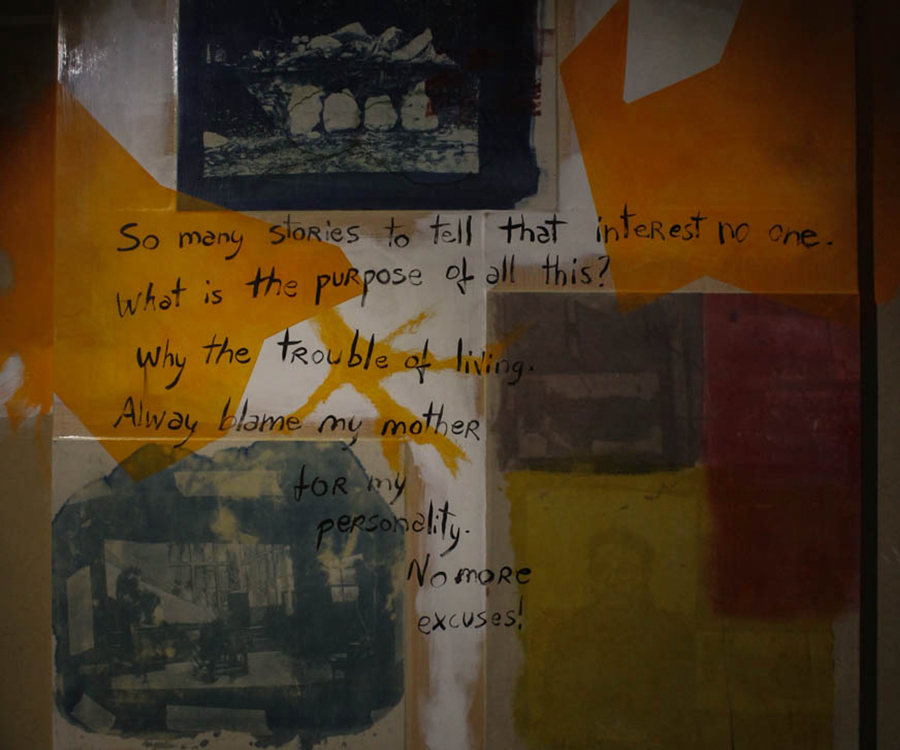 So many stories to tell that interest no one.
What is the purpose of all this?
Why the trouble of living.
Alway blame my mother
for my
personality.
No more
excuses!